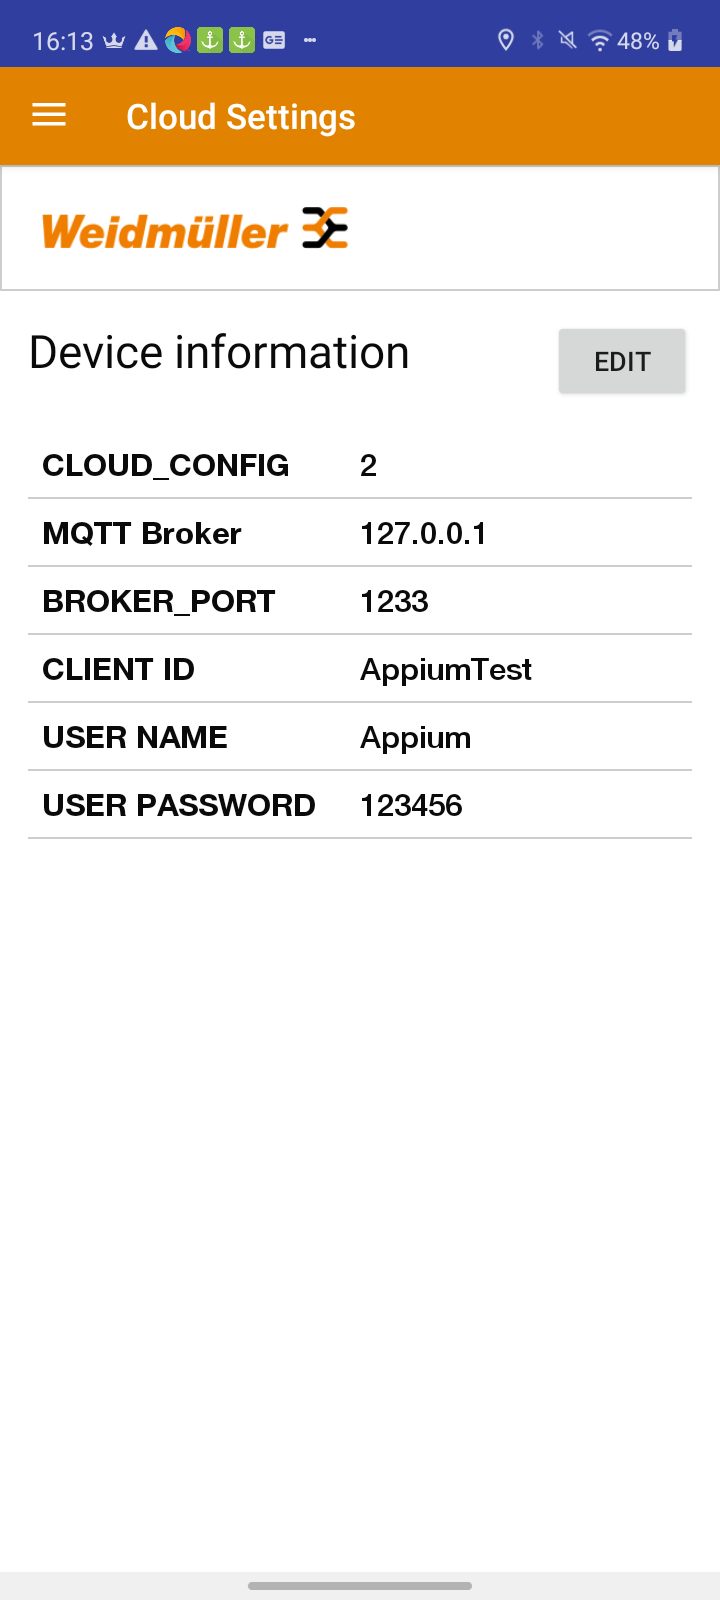 16:13 GE 48%
Cloud Settings
Weidmüller
Device information EDIT
CLOUD_CONFIG 2
MQTT Broker 127.0.0.1
BROKER_PORT 1233
CLIENT ID AppiumTest
USER NAME Appium
USER PASSWORD 123456